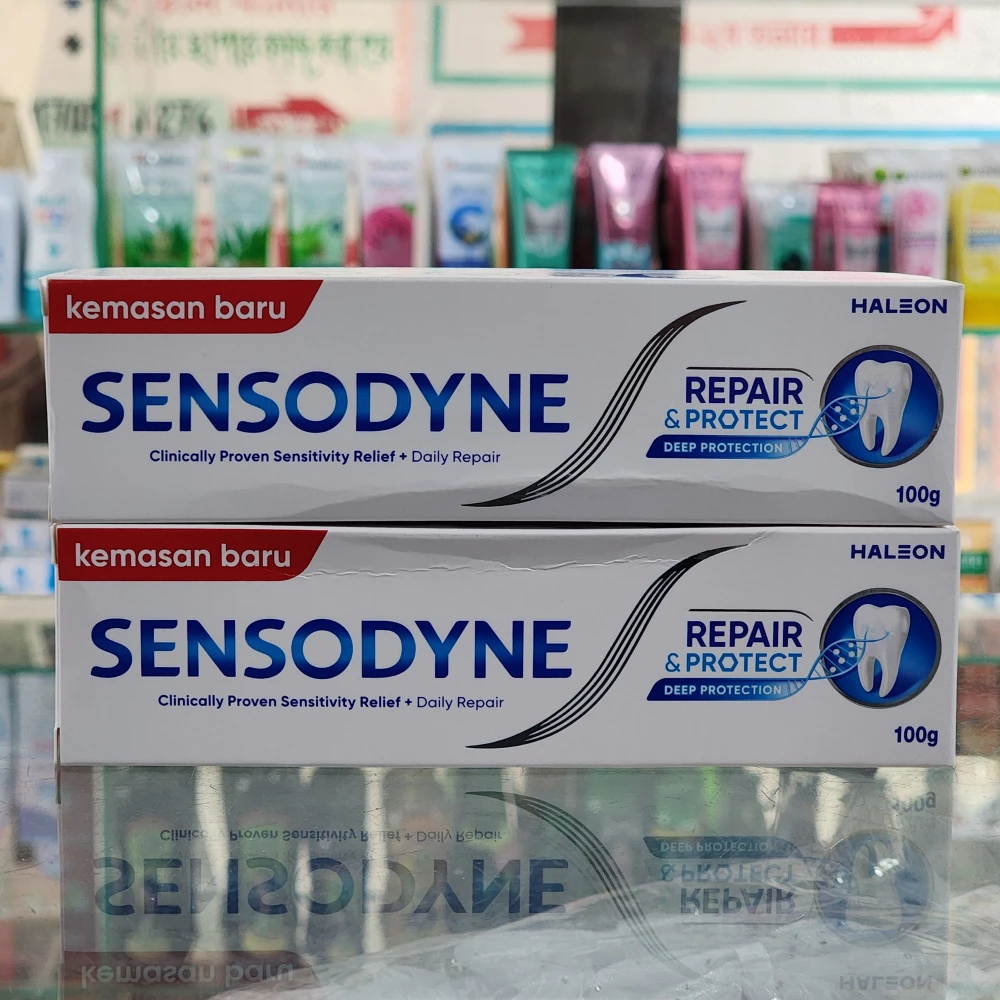 kemasan baru
HALEON
SENSODYNE
Clinically Proven Sensitivity Relief + Daily Repair
REPAIR
& PROTECT
DEEP PROTECTION
100g
kemasan baru
HALEON
SENSODYNE
Clinically Proven Sensitivity Relief + Daily Repair
REPAIR
& PROTECT
DEEP PROTECTION
100g